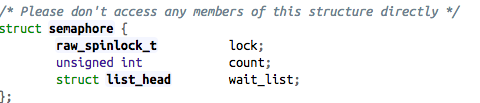 /* Please don't access any members of this structure directly */
struct semaphore {
        raw_spinlock_t          lock;
        unsigned int            count;
        struct list_head        wait_list;
};